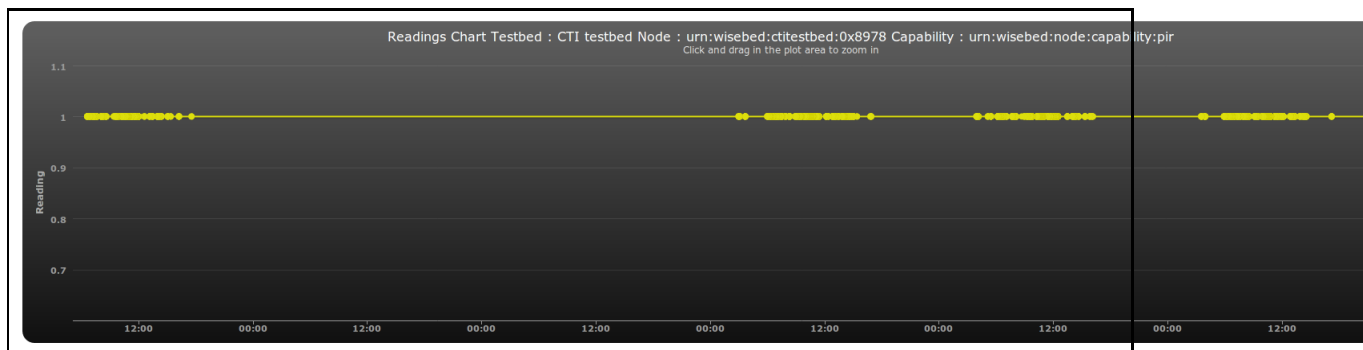 Readings Chart Testbed : CTI testbed Node : urn:wisebed:ctitestbed:0x8978 Capability : urn:wisebed:node:capability:pir
Click and drag in the plot area to zoom in
1.1
1
0.9
0.8
0.7
Reading
12:00 00:00 12:00 00:00 12:00 00:00 12:00 00:00 12:00 00:00 12:00